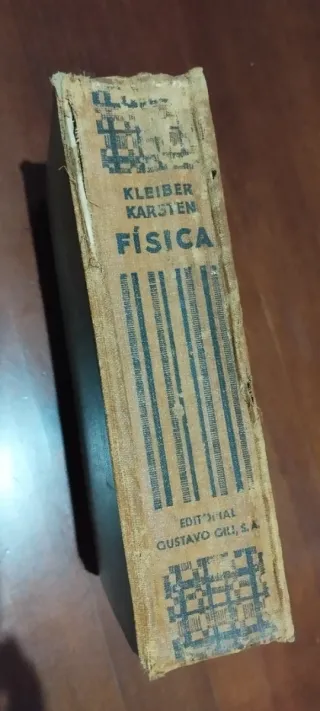 KLEIBER
KARSTEN
FÍSICA
EDITORIAL
GUSTAVO GILI, S.A.